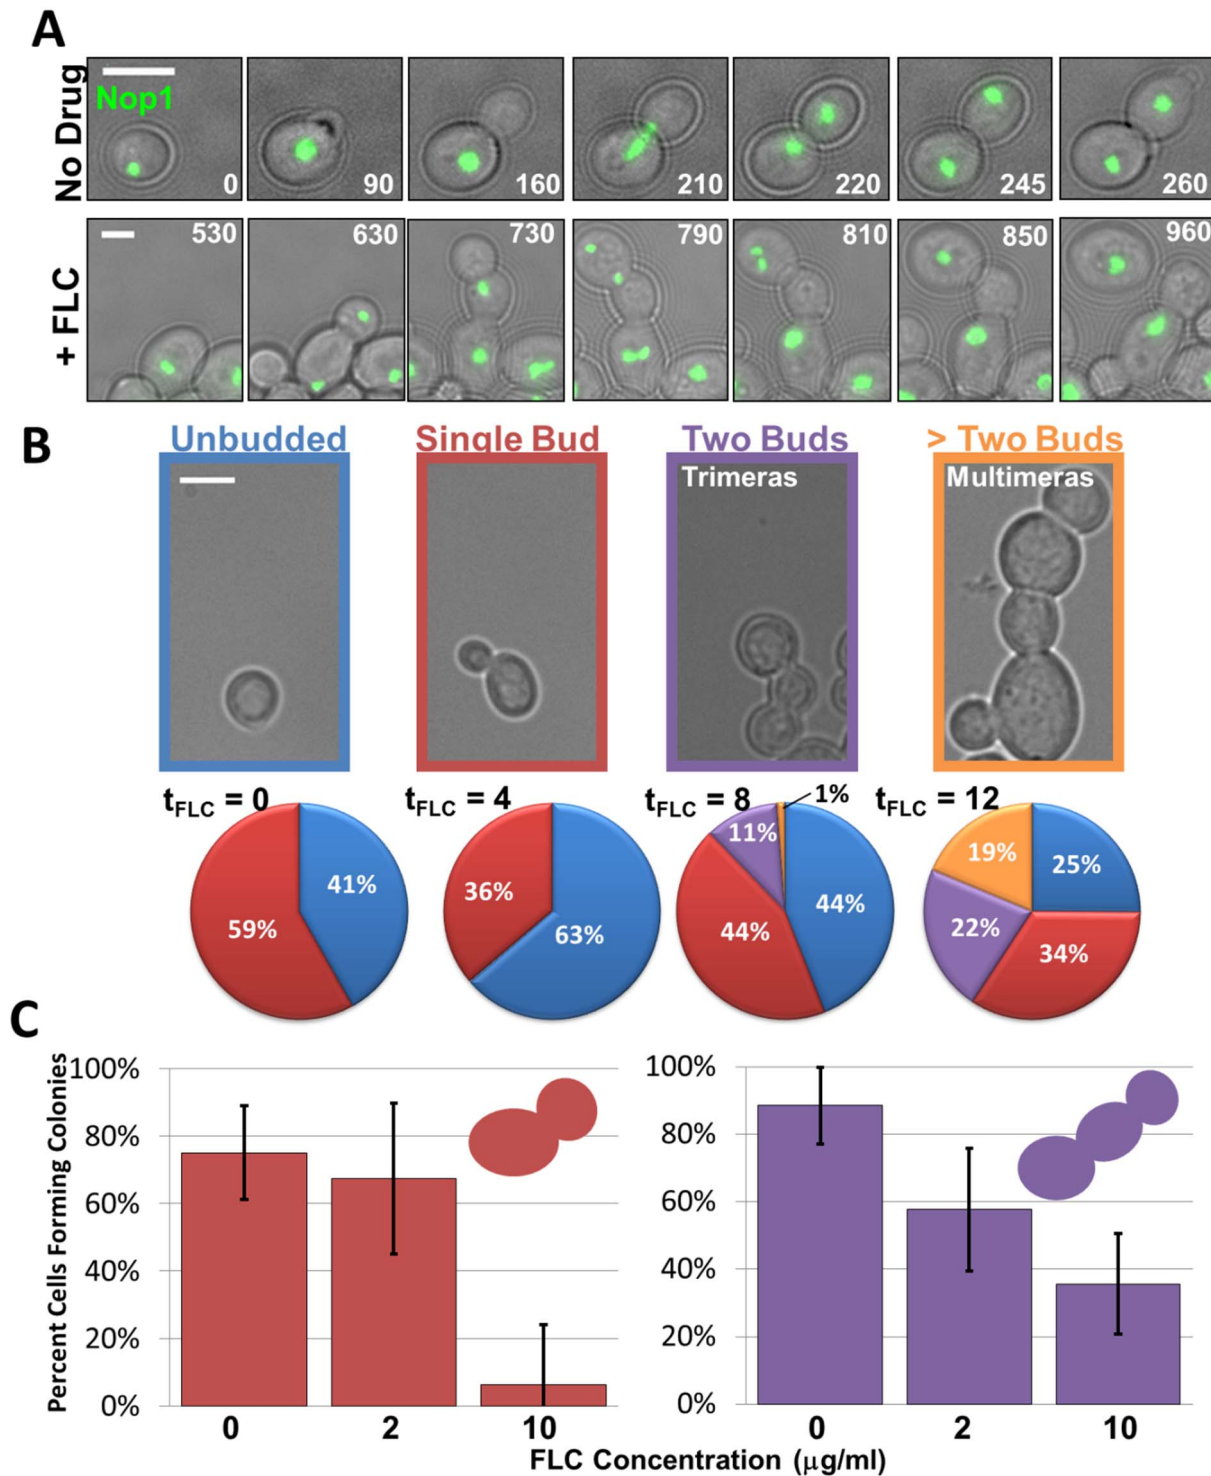 A
No Drug
Nop1
0
90
160
210
220
245
260
+ FLC
530
630
730
790
810
850
960
B
Unbudded
Single Bud
Two Buds
> Two Buds
Trimeras
Multimeras
tFLC = 0
tFLC = 4
tFLC = 8
1%
tFLC = 12
41%
59%
36%
63%
11%
44%
44%
19%
25%
22%
34%
C
Percent Cells Forming Colonies
100%
80%
60%
40%
20%
0%
0
2
10
100%
80%
60%
40%
20%
0%
0
2
10
FLC Concentration (μg/ml)